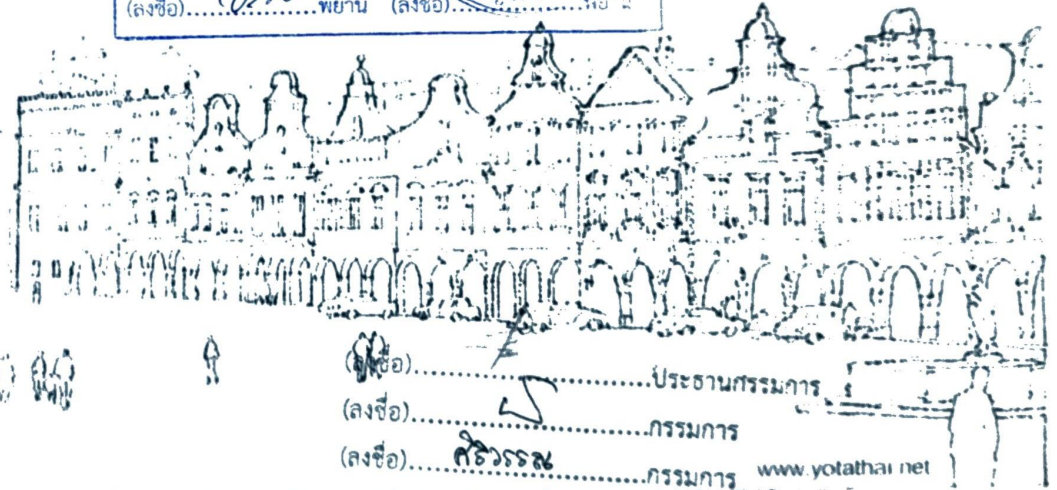 (ลงชื่อ)....................พยาน (ลงชื่อ)....................
(ลงชื่อ)..............................ประธานกรรมการ
(ลงชื่อ)..............................กรรมการ
(ลงชื่อ).....ศิริวรรณ.....................กรรมการ www.yotathai.net